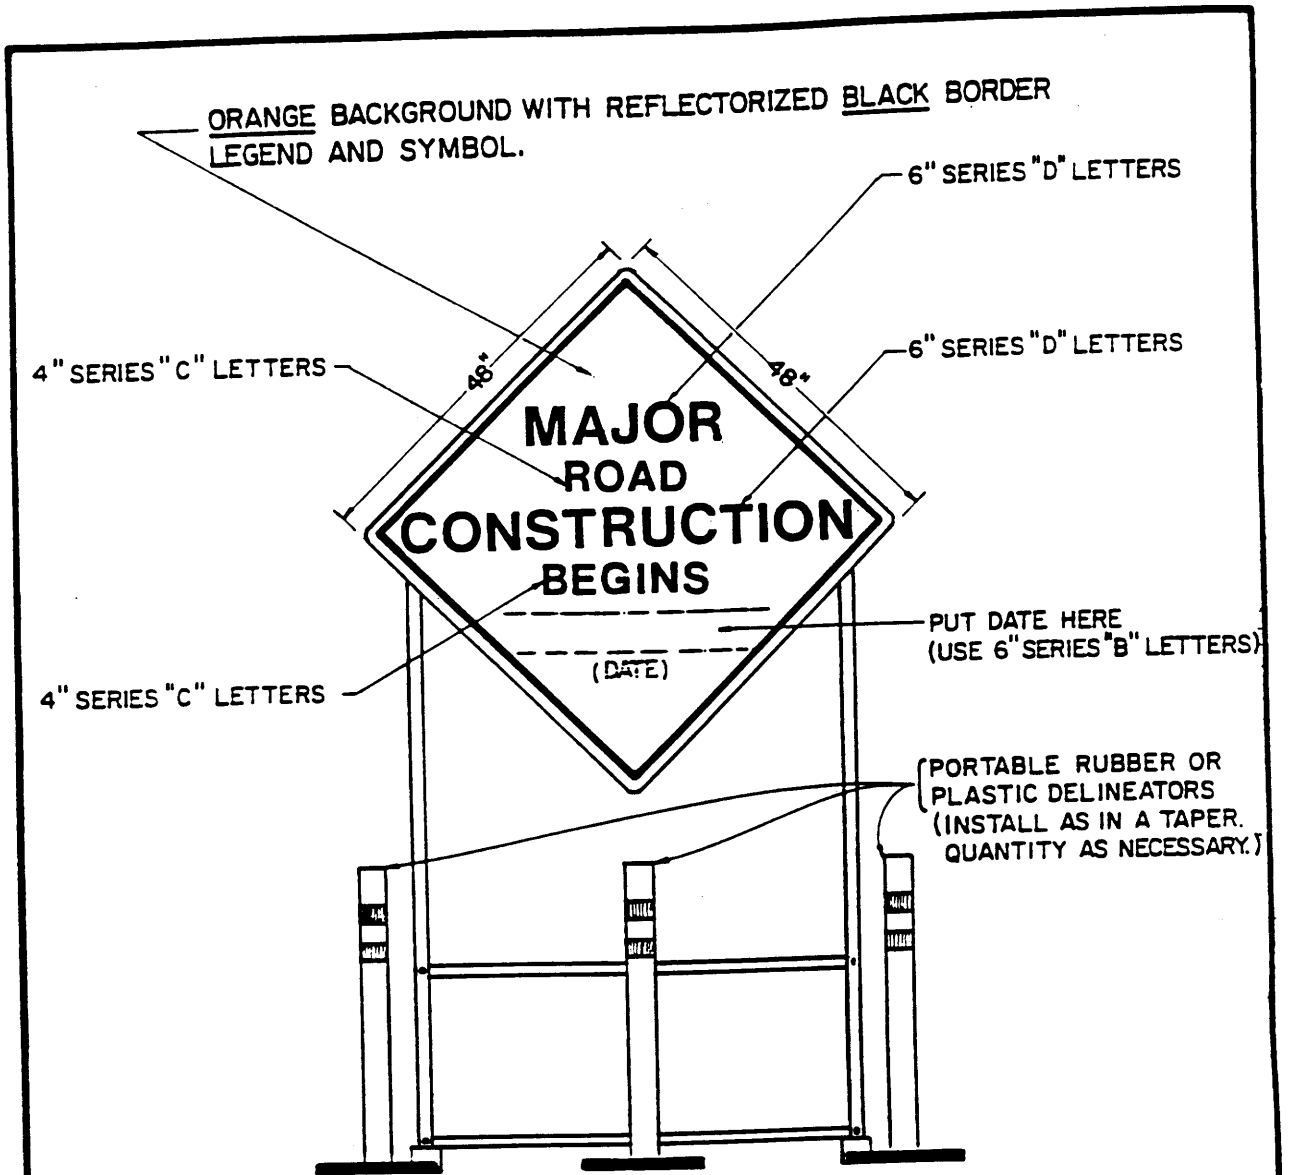 ORANGE BACKGROUND WITH REFLECTORIZED BLACK BORDER
LEGEND AND SYMBOL.
6" SERIES "D" LETTERS
48"
48"
4" SERIES "C" LETTERS
6" SERIES "D" LETTERS
MAJOR
ROAD
CONSTRUCTION
BEGINS
PUT DATE HERE
(USE 6" SERIES "B" LETTERS)
(DATE)
4" SERIES "C" LETTERS
PORTABLE RUBBER OR
PLASTIC DELINEATORS
(INSTALL AS IN A TAPER.
QUANTITY AS NECESSARY.)